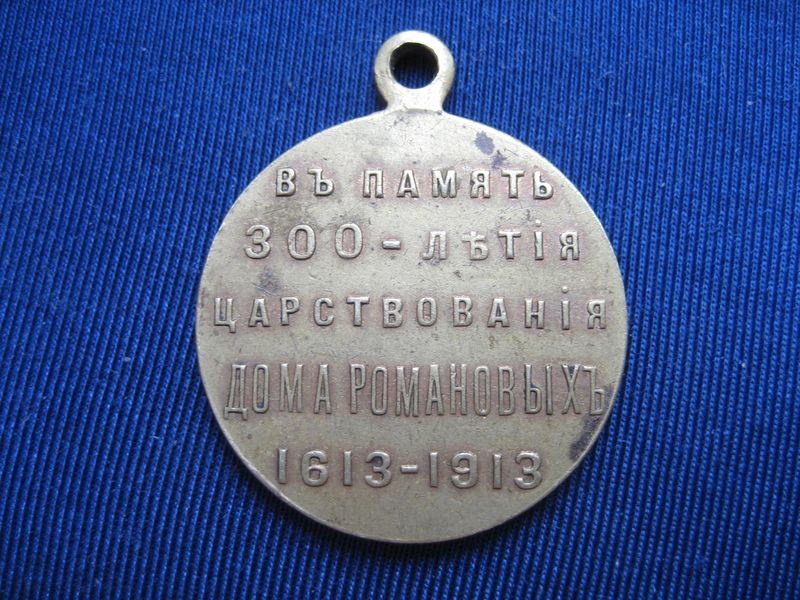 ВЪ ПАМЯТЬ
300-ЛѢТІЯ
ЦАРСТВОВАНІЯ
ДОМА РОМАНОВЫХЪ
1613-1913